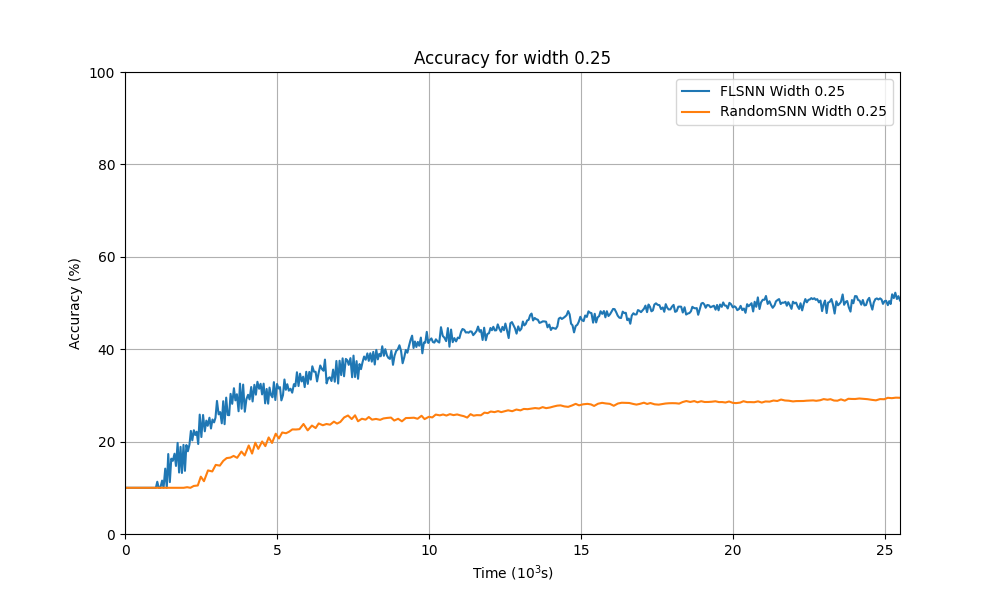 Accuracy for width 0.25
FLSNN Width 0.25
RandomSNN Width 0.25
Accuracy (%)
100
80
60
40
20
0
0 5 10 15 20 25
Time (10³s)